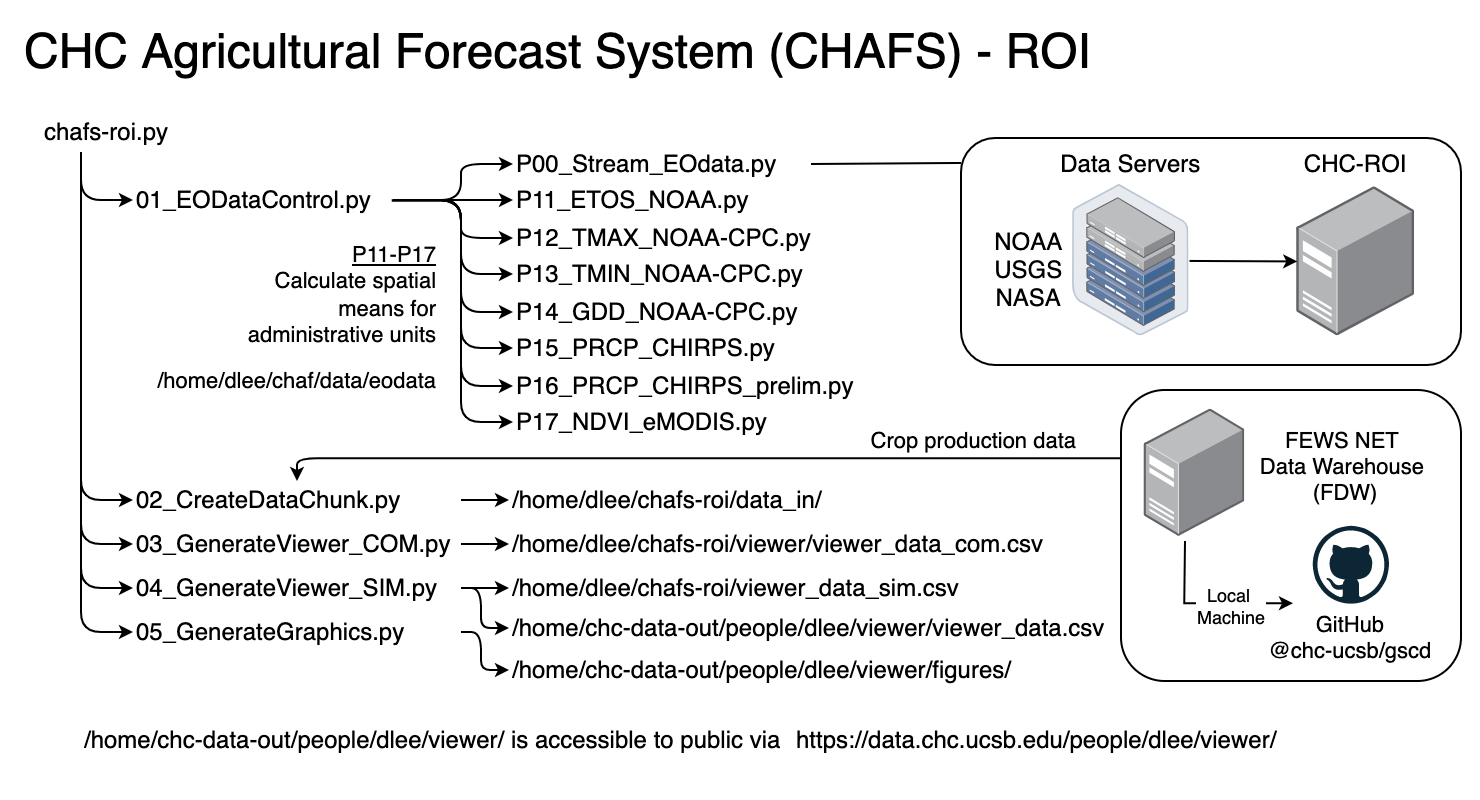 CHC Agricultural Forecast System (CHAFS) - ROI
chafs-roi.py
01_EODataControl.py
P11-P17
Calculate spatial
means for
administrative units
/home/dlee/chaf/data/eodata
P00_Stream_EOdata.py
P11_ETOS_NOAA.py
P12_TMAX_NOAA-CPC.py
P13_TMIN_NOAA-CPC.py
P14_GDD_NOAA-CPC.py
P15_PRCP_CHIRPS.py
P16_PRCP_CHIRPS_prelim.py
P17_NDVI_eMODIS.py
Data Servers
CHC-ROI
NOAA
USGS
NASA
Crop production data
FEWS NET
Data Warehouse
(FDW)
Local
Machine
GitHub
@chc-ucsb/gscd
02_CreateDataChunk.py
/home/dlee/chafs-roi/data_in/
03_GenerateViewer_COM.py
/home/dlee/chafs-roi/viewer/viewer_data_com.csv
04_GenerateViewer_SIM.py
/home/dlee/chafs-roi/viewer_data_sim.csv
/home/chc-data-out/people/dlee/viewer/viewer_data.csv
05_GenerateGraphics.py
/home/chc-data-out/people/dlee/viewer/figures/
/home/chc-data-out/people/dlee/viewer/ is accessible to public via https://data.chc.ucsb.edu/people/dlee/viewer/